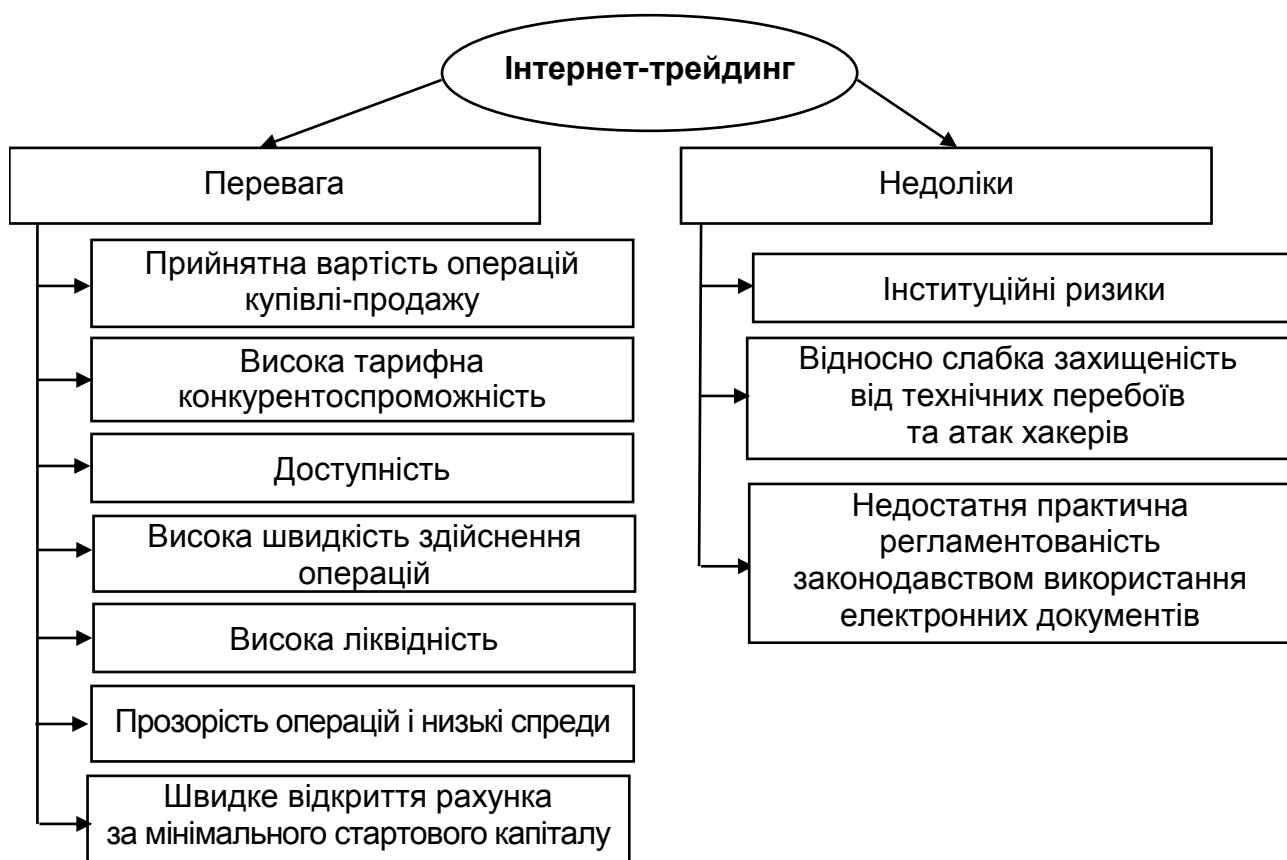 Інтернет-трейдинг
Перевага
Прийнятна вартість операцій
купівлі-продажу
Висока тарифна
конкурентоспроможність
Доступність
Висока швидкість здійснення
операцій
Висока ліквідність
Прозорість операцій і низькі спреди
Швидке відкриття рахунка
за мінімального стартового капіталу
Недоліки
Інституційні ризики
Відносно слабка захищеність
від технічних перебоїв
та атак хакерів
Недостатня практична
регламентованість
законодавством використання
електронних документів